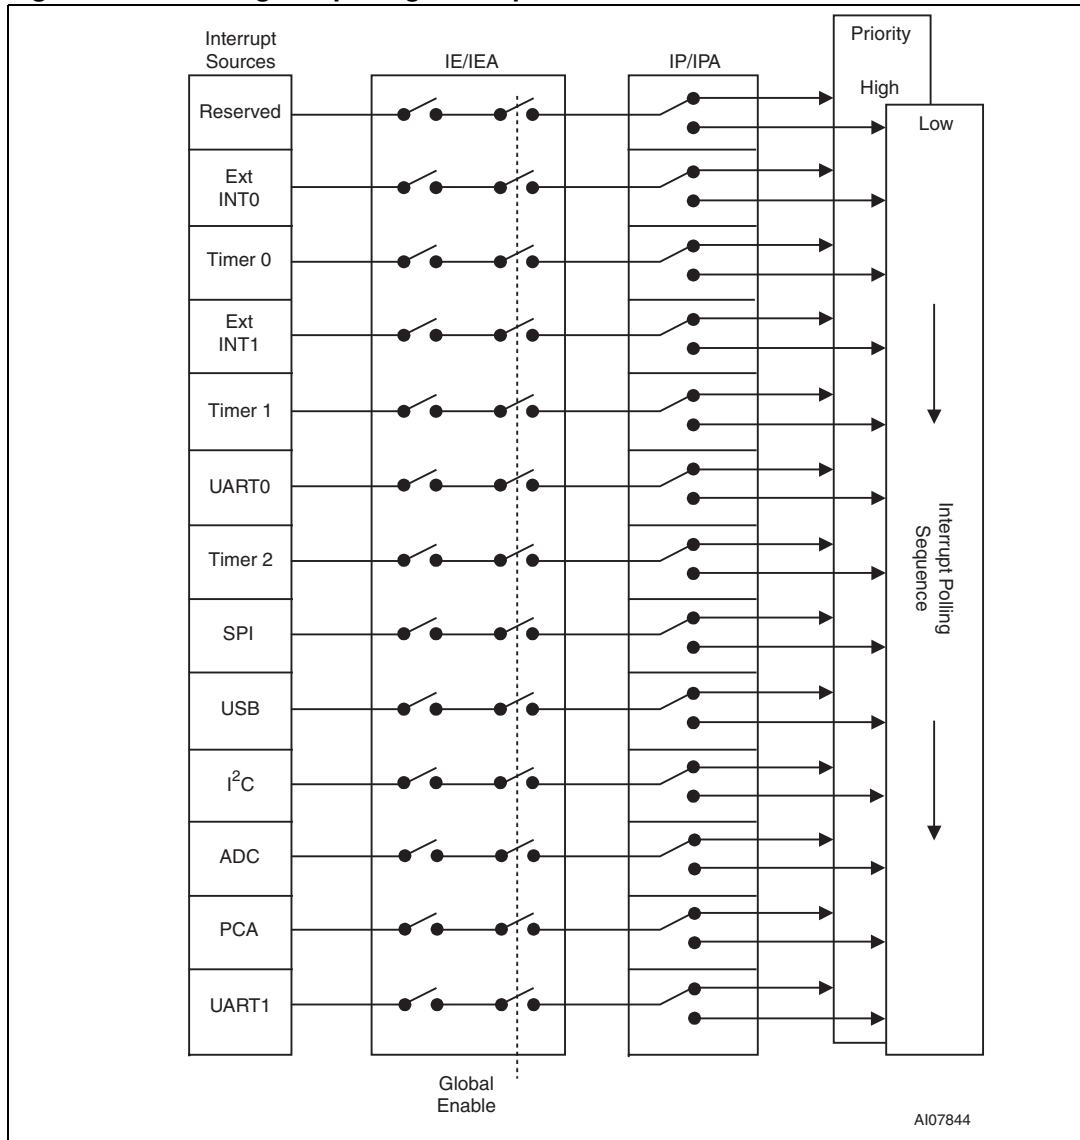 Interrupt
Sources
IE/IEA
IP/IPA
Priority
High
Low
Reserved
Ext
INT0
Timer 0
Ext
INT1
Timer 1
UART0
Timer 2
SPI
USB
I²C
ADC
PCA
UART1
Interrupt Polling
Sequence
Global
Enable
AI07844